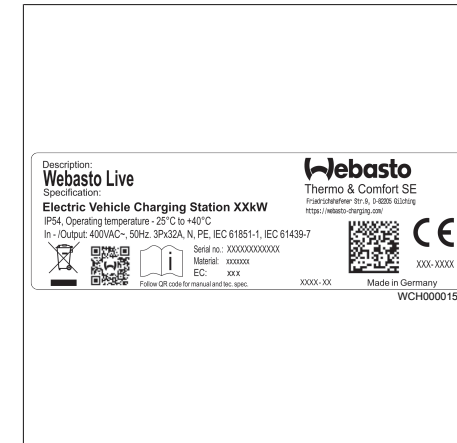 Description:
Webasto Live
Specification:
Electric Vehicle Charging Station XXkW
IP54, Operating temperature - 25°C to +40°C
In - /Output: 400VAC~, 50Hz. 3Px32A, N, PE, IEC 61851-1, IEC 61439-7
Serial no.: XXXXXXXXXXXX
Material: xxxxxxx
EC: xxx
Follow QR code for manual and tec. spec.
Webasto
Thermo & Comfort SE
Friedrichshafener Str.9, D-82205 Gilching
https://webasto-charging.com/
CE
XXX- XXXX
XXXX- XX
Made in Germany
WCH000015